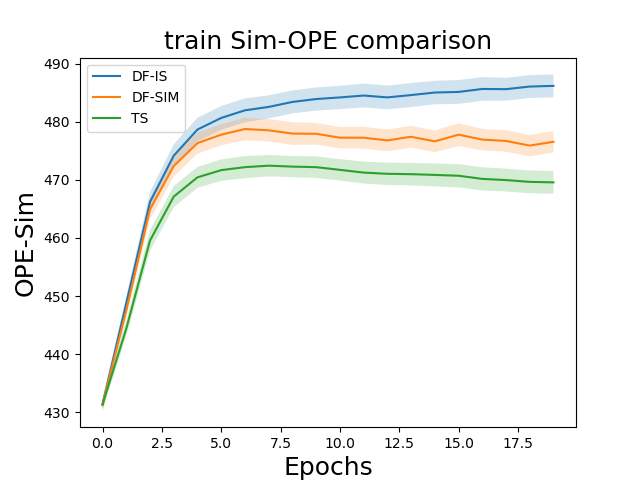 train Sim-OPE comparison
DF-IS
DF-SIM
TS
OPE-Sim
490
480
470
460
450
440
430
0.0 2.5 5.0 7.5 10.0 12.5 15.0 17.5
Epochs